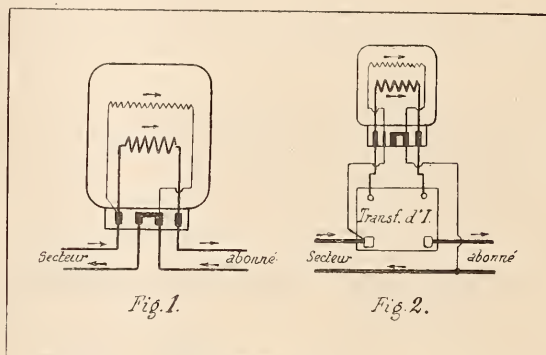 Secteur
abonné
Fig.1.
Transf. d'I.
Secteur
abonné
Fig.2.